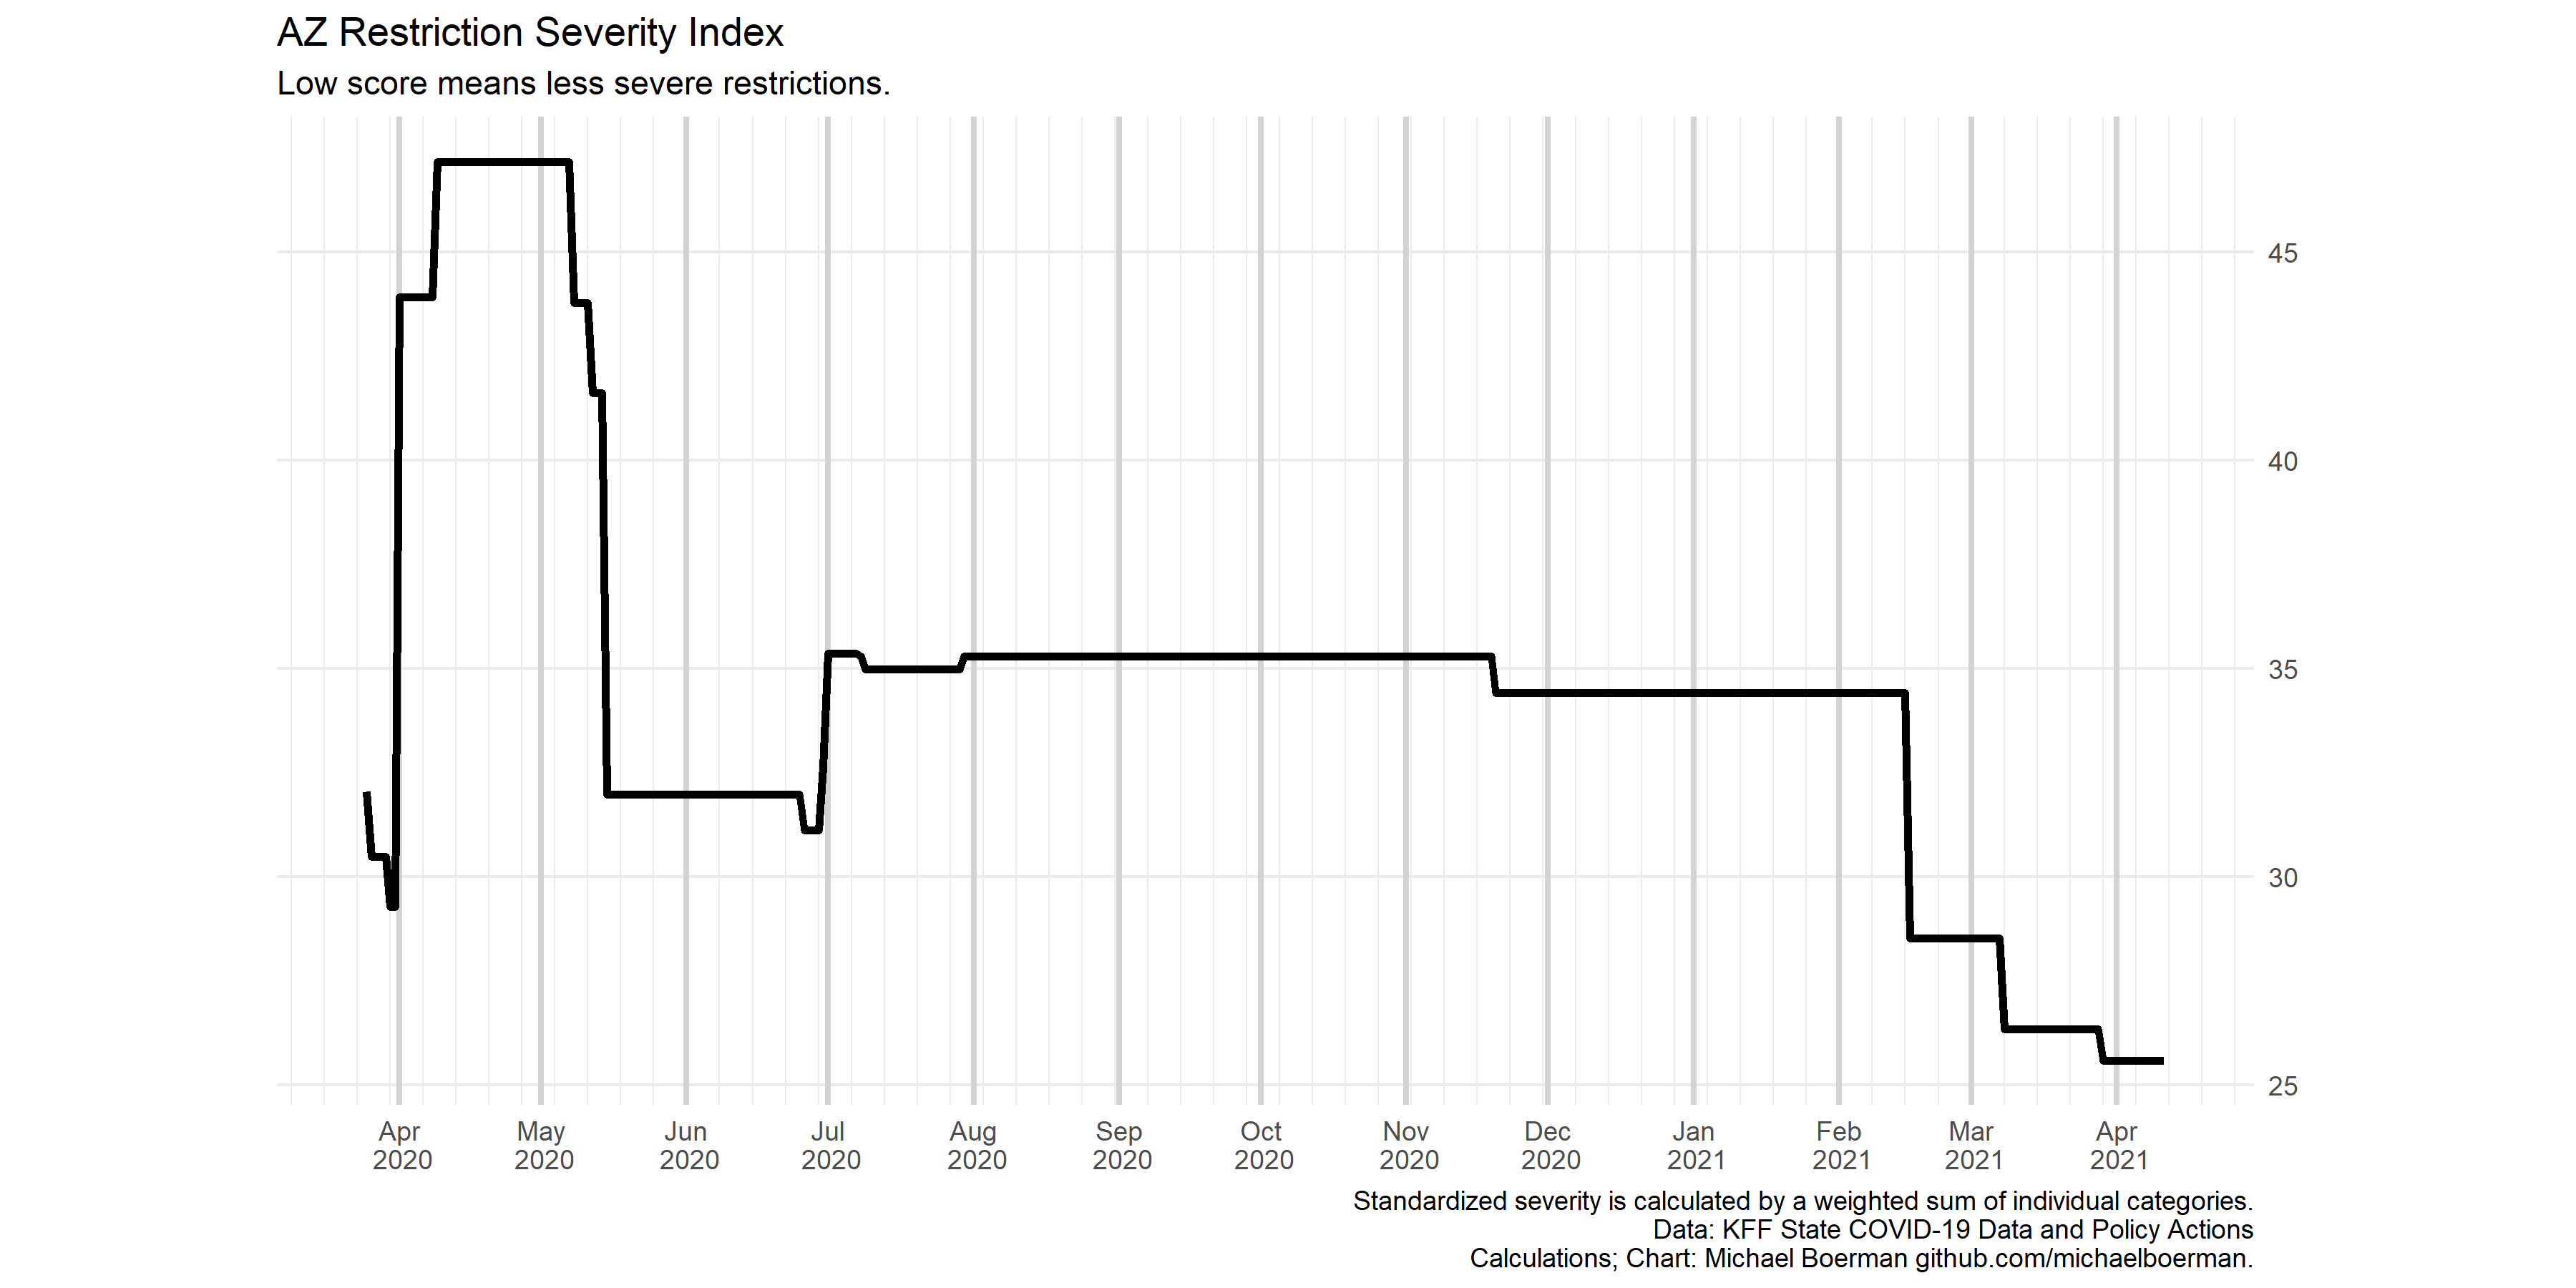 AZ Restriction Severity Index
Low score means less severe restrictions.
45
40
35
30
25
Apr May Jun Jul Aug Sep Oct Nov Dec Jan Feb Mar Apr
2020 2020 2020 2020 2020 2020 2020 2020 2020 2021 2021 2021 2021
Standardized severity is calculated by a weighted sum of individual categories.
Data: KFF State COVID-19 Data and Policy Actions
Calculations; Chart: Michael Boerman github.com/michaelboerman.